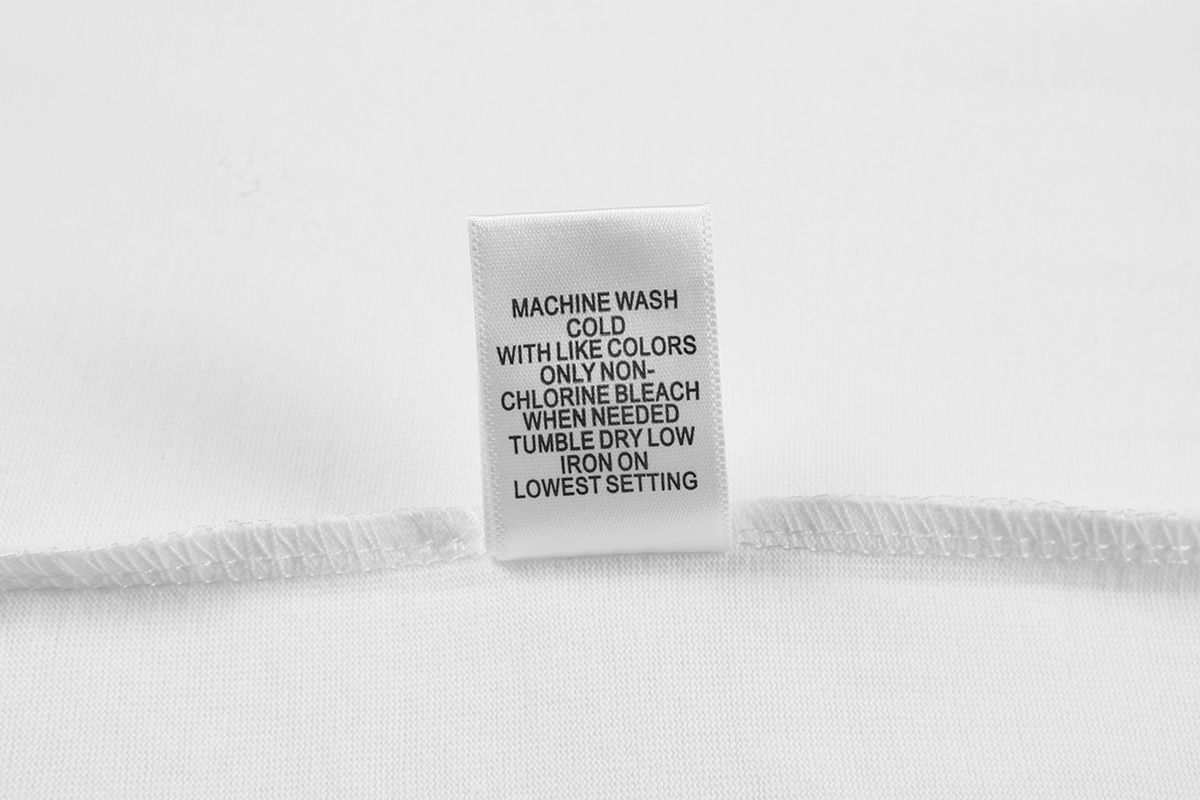 MACHINE WASH
COLD
WITH LIKE COLORS
ONLY NON-
CHLORINE BLEACH
WHEN NEEDED
TUMBLE DRY LOW
IRON ON
LOWEST SETTING